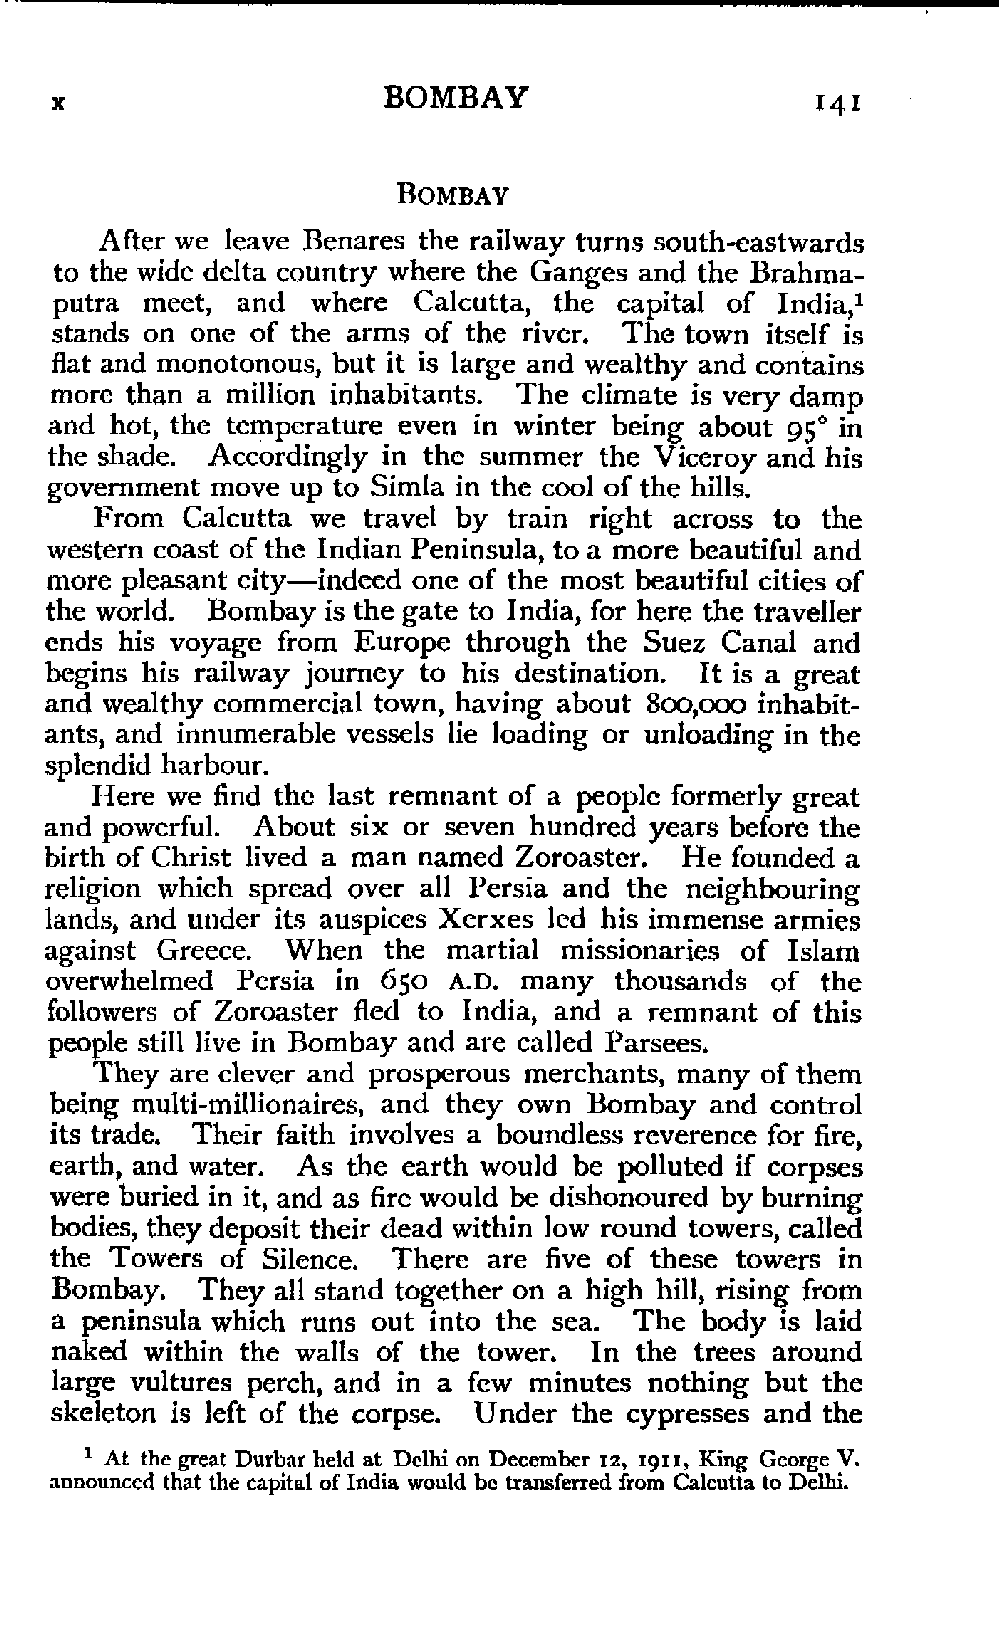 x BOMBAY 141
BOMBAY
After we leave Benares the railway turns south-eastwards
to the wide delta country where the Ganges and the Brahma-
putra meet, and where Calcutta, the capital of India,¹
stands on one of the arms of the river. The town itself is
flat and monotonous, but it is large and wealthy and contains
more than a million inhabitants. The climate is very damp
and hot, the temperature even in winter being about 95° in
the shade. Accordingly in the summer the Viceroy and his
government move up to Simla in the cool of the hills.
From Calcutta we travel by train right across to the
western coast of the Indian Peninsula, to a more beautiful and
more pleasant city—indeed one of the most beautiful cities of
the world. Bombay is the gate to India, for here the traveller
ends his voyage from Europe through the Suez Canal and
begins his railway journey to his destination. It is a great
and wealthy commercial town, having about 800,000 inhabit-
ants, and innumerable vessels lie loading or unloading in the
splendid harbour.
Here we find the last remnant of a people formerly great
and powerful. About six or seven hundred years before the
birth of Christ lived a man named Zoroaster. He founded a
religion which spread over all Persia and the neighbouring
lands, and under its auspices Xerxes led his immense armies
against Greece. When the martial missionaries of Islam
overwhelmed Persia in 650 A.D. many thousands of the
followers of Zoroaster fled to India, and a remnant of this
people still live in Bombay and are called Parsees.
They are clever and prosperous merchants, many of them
being multi-millionaires, and they own Bombay and control
its trade. Their faith involves a boundless reverence for fire,
earth, and water. As the earth would be polluted if corpses
were buried in it, and as fire would be dishonoured by burning
bodies, they deposit their dead within low round towers, called
the Towers of Silence. There are five of these towers in
Bombay. They all stand together on a high hill, rising from
a peninsula which runs out into the sea. The body is laid
naked within the walls of the tower. In the trees around
large vultures perch, and in a few minutes nothing but the
skeleton is left of the corpse. Under the cypresses and the
¹ At the great Durbar held at Delhi on December 12, 1911, King George V.
announced that the capital of India would be transferred from Calcutta to Delhi.